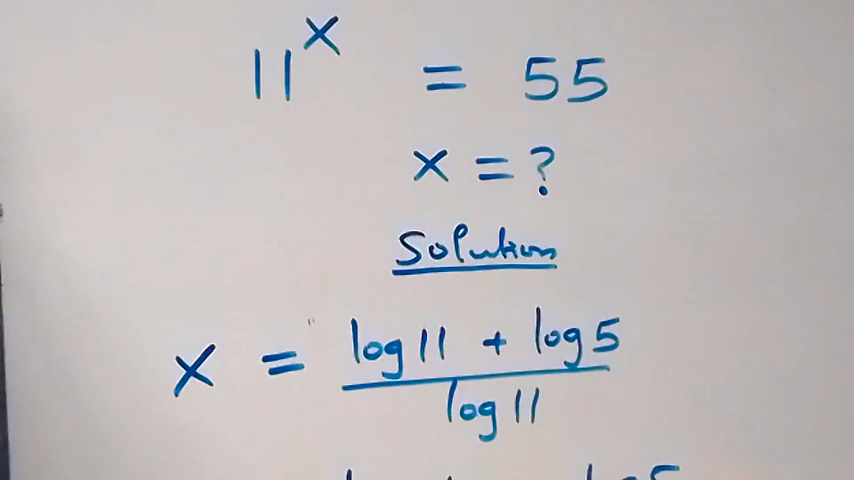 11^x = 55
x = ?
Solution
x = (log 11 + log 5) / log 11